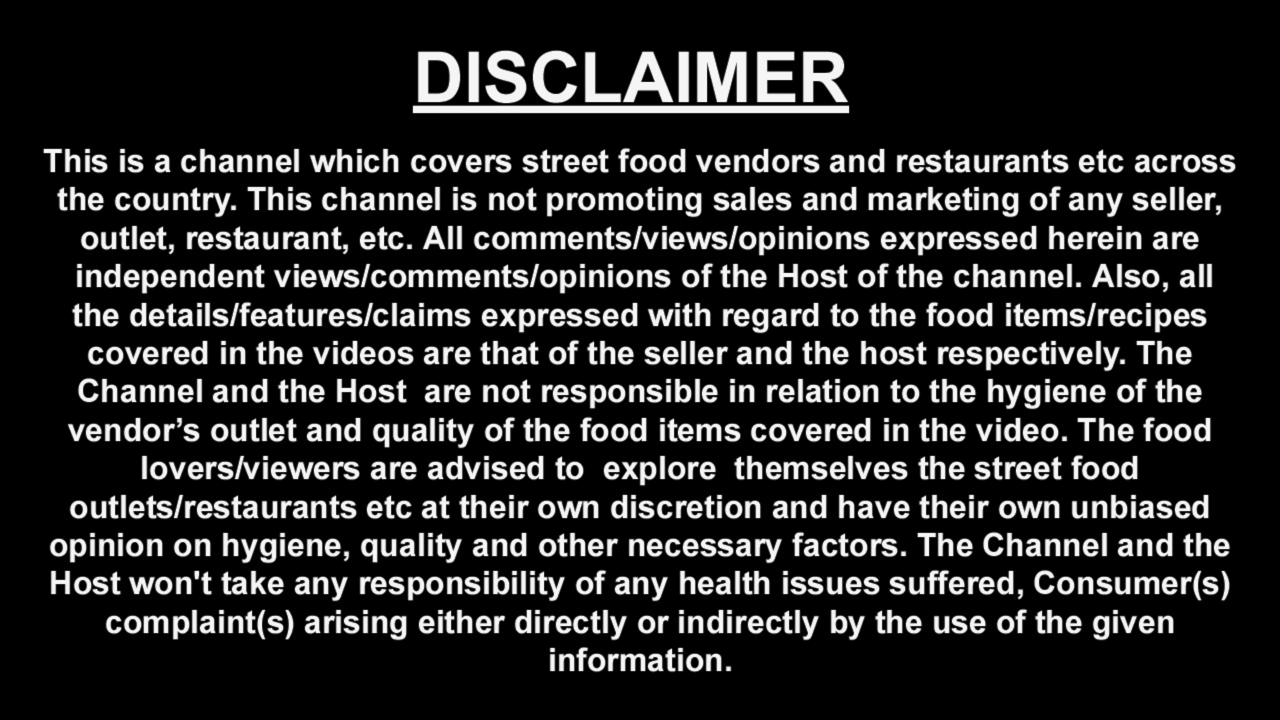 DISCLAIMER
This is a channel which covers street food vendors and restaurants etc across
the country. This channel is not promoting sales and marketing of any seller,
outlet, restaurant, etc. All comments/views/opinions expressed herein are
independent views/comments/opinions of the Host of the channel. Also, all
the details/features/claims expressed with regard to the food items/recipes
covered in the videos are that of the seller and the host respectively. The
Channel and the Host  are not responsible in relation to the hygiene of the
vendor’s outlet and quality of the food items covered in the video. The food
lovers/viewers are advised to  explore  themselves the street food
outlets/restaurants etc at their own discretion and have their own unbiased
opinion on hygiene, quality and other necessary factors. The Channel and the
Host won't take any responsibility of any health issues suffered, Consumer(s)
complaint(s) arising either directly or indirectly by the use of the given
information.